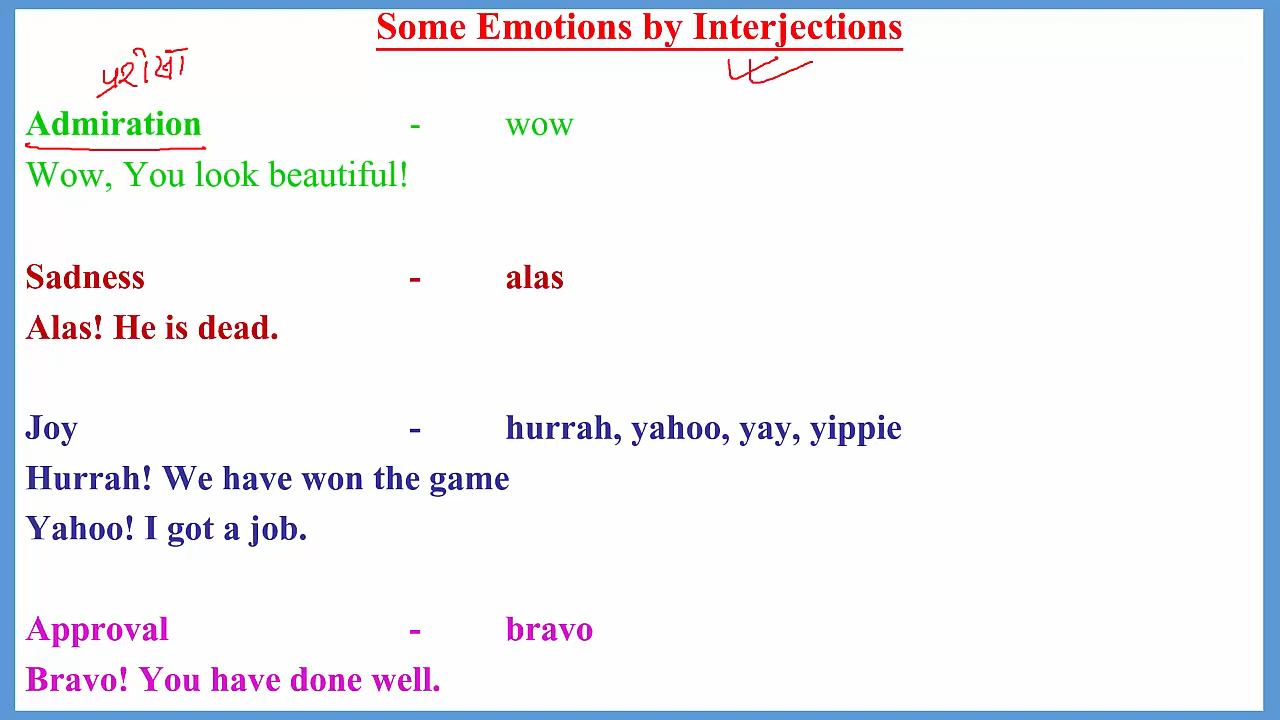 Some Emotions by Interjections
Admiration - wow
Wow, You look beautiful!
Sadness - alas
Alas! He is dead.
Joy - hurrah, yahoo, yay, yippie
Hurrah! We have won the game
Yahoo! I got a job.
Approval - bravo
Bravo! You have done well.